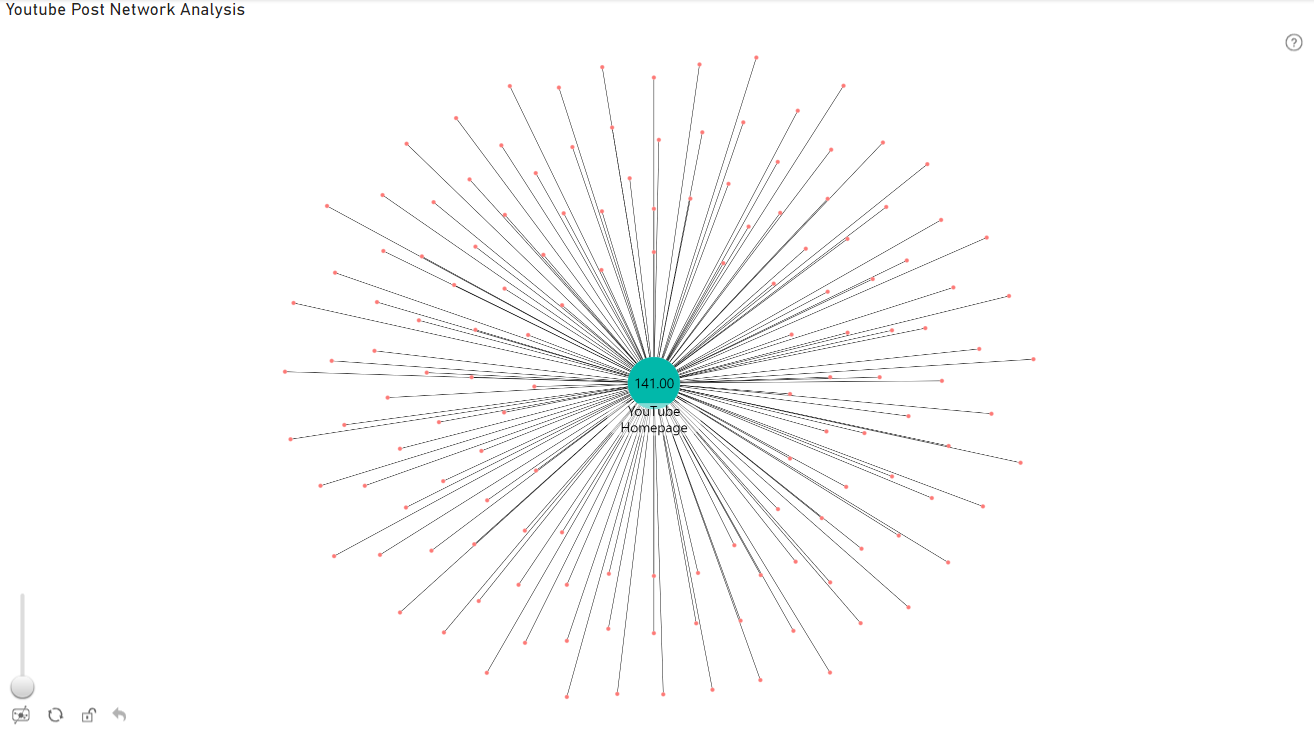 Youtube Post Network Analysis
?
141.00
YouTube
Homepage